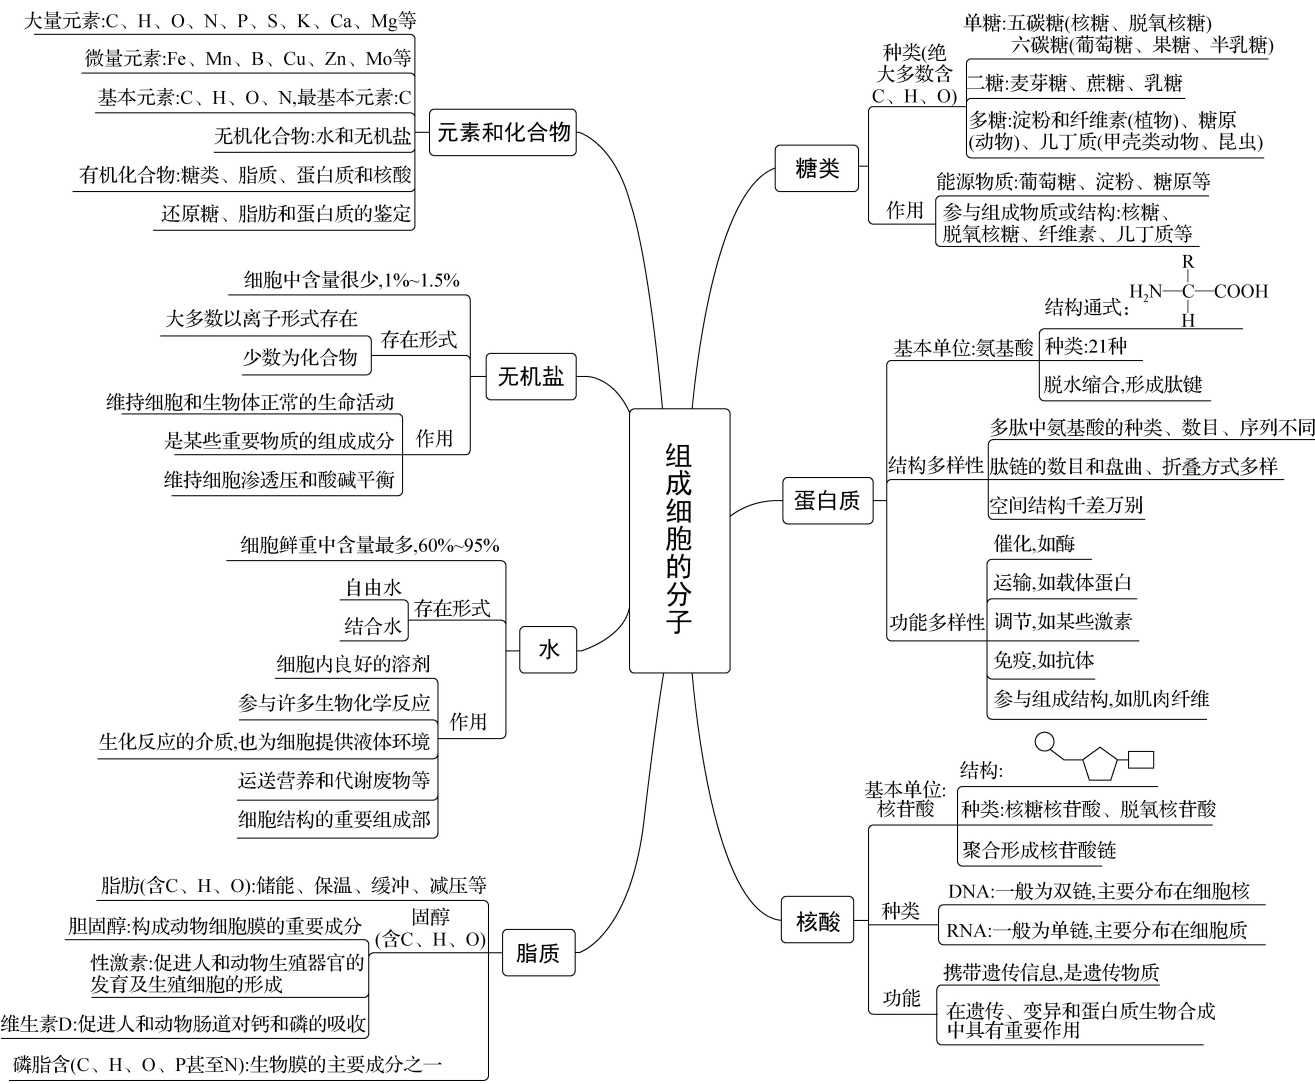 组成细胞的分子
元素和化合物
大量元素:C、H、O、N、P、S、K、Ca、Mg等
微量元素:Fe、Mn、B、Cu、Zn、Mo等
基本元素:C、H、O、N,最基本元素:C
无机化合物:水和无机盐
有机化合物:糖类、脂质、蛋白质和核酸
还原糖、脂肪和蛋白质的鉴定
无机盐
细胞中含量很少,1%~1.5%
存在形式
大多数以离子形式存在
少数为化合物
作用
维持细胞和生物体正常的生命活动
是某些重要物质的组成成分
维持细胞渗透压和酸碱平衡
水
细胞鲜重中含量最多,60%~95%
存在形式
自由水
结合水
作用
细胞内良好的溶剂
参与许多生物化学反应
生化反应的介质,也为细胞提供液体环境
运送营养和代谢废物等
细胞结构的重要组成部
脂质
脂肪(含C、H、O):储能、保温、缓冲、减压等
固醇
(含C、H、O)
胆固醇:构成动物细胞膜的重要成分
性激素:促进人和动物生殖器官的
发育及生殖细胞的形成
维生素D:促进人和动物肠道对钙和磷的吸收
磷脂含(C、H、O、P甚至N):生物膜的主要成分之一
糖类
种类(绝
大多数含
C、H、O)
单糖:五碳糖(核糖、脱氧核糖)
六碳糖(葡萄糖、果糖、半乳糖)
二糖:麦芽糖、蔗糖、乳糖
多糖:淀粉和纤维素(植物)、糖原
(动物)、几丁质(甲壳类动物、昆虫)
作用
能源物质:葡萄糖、淀粉、糖原等
参与组成物质或结构:核糖、
脱氧核糖、纤维素、几丁质等
蛋白质
基本单位:氨基酸
R
结构通式: H₂N—C—COOH
H
种类:21种
脱水缩合,形成肽键
结构多样性
多肽中氨基酸的种类、数目、序列不同
肽链的数目和盘曲、折叠方式多样
空间结构千差万别
功能多样性
催化,如酶
运输,如载体蛋白
调节,如某些激素
免疫,如抗体
参与组成结构,如肌肉纤维
核酸
基本单位:
核苷酸
结构:
种类:核糖核苷酸、脱氧核苷酸
聚合形成核苷酸链
种类
DNA:一般为双链,主要分布在细胞核
RNA:一般为单链,主要分布在细胞质
功能
携带遗传信息,是遗传物质
在遗传、变异和蛋白质生物合成
中具有重要作用